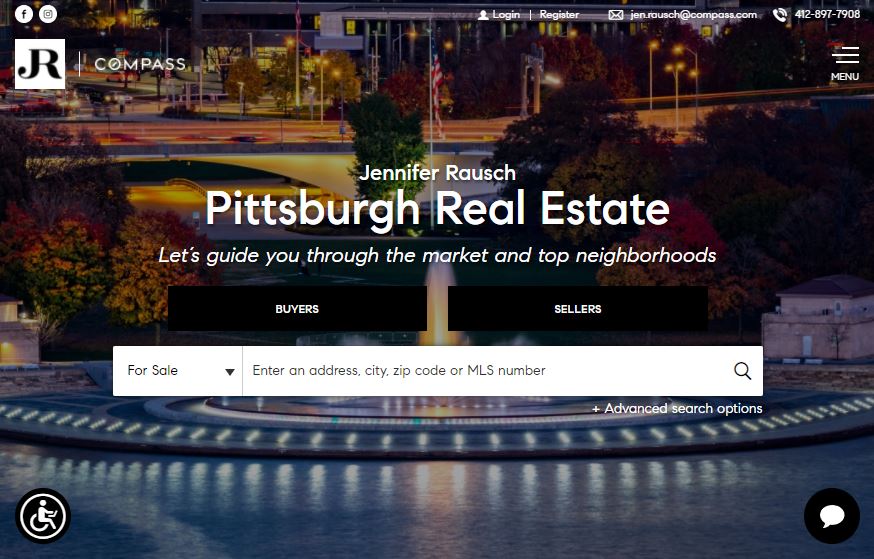 Login | Register jen.rausch@compass.com 412-897-7908
JR | COMPASS
MENU
Jennifer Rausch
Pittsburgh Real Estate
Let's guide you through the market and top neighborhoods
BUYERS SELLERS
For Sale Enter an address, city, zip code or MLS number
+ Advanced search options